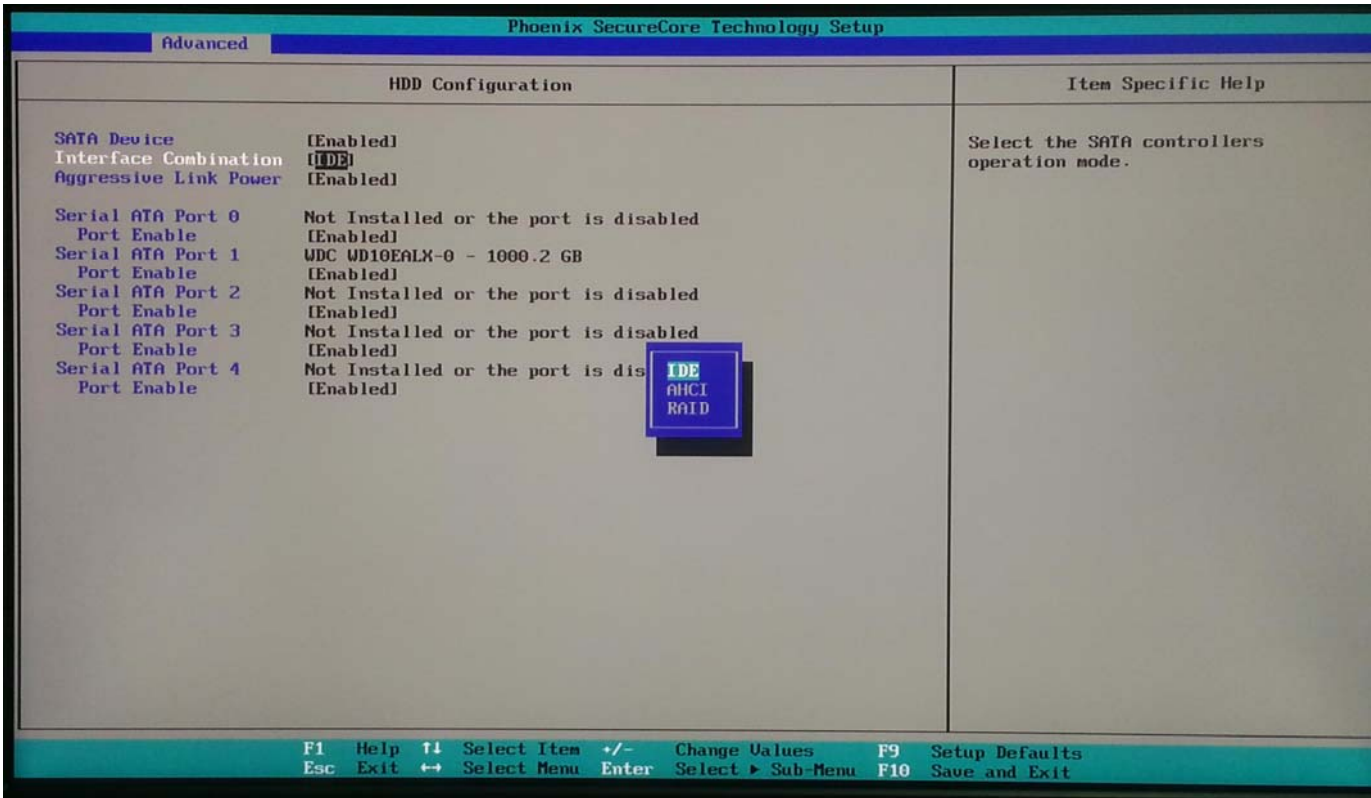 Phoenix SecureCore Technology Setup
Advanced
HDD Configuration
Item Specific Help
SATA Device [Enabled]
Interface Combination [IDE]
Aggressive Link Power [Enabled]
Serial ATA Port 0 Not Installed or the port is disabled
Port Enable [Enabled]
Serial ATA Port 1 WDC WD10EALX-0 - 1000.2 GB
Port Enable [Enabled]
Serial ATA Port 2 Not Installed or the port is disabled
Port Enable [Enabled]
Serial ATA Port 3 Not Installed or the port is disabled
Port Enable [Enabled]
Serial ATA Port 4 Not Installed or the port is dis
Port Enable [Enabled]
IDE
AHCI
RAID
Select the SATA controllers
operation mode.
F1 Help ↑↓ Select Item +/- Change Values F9 Setup Defaults
Esc Exit ↔ Select Menu Enter Select ▶ Sub-Menu F10 Save and Exit